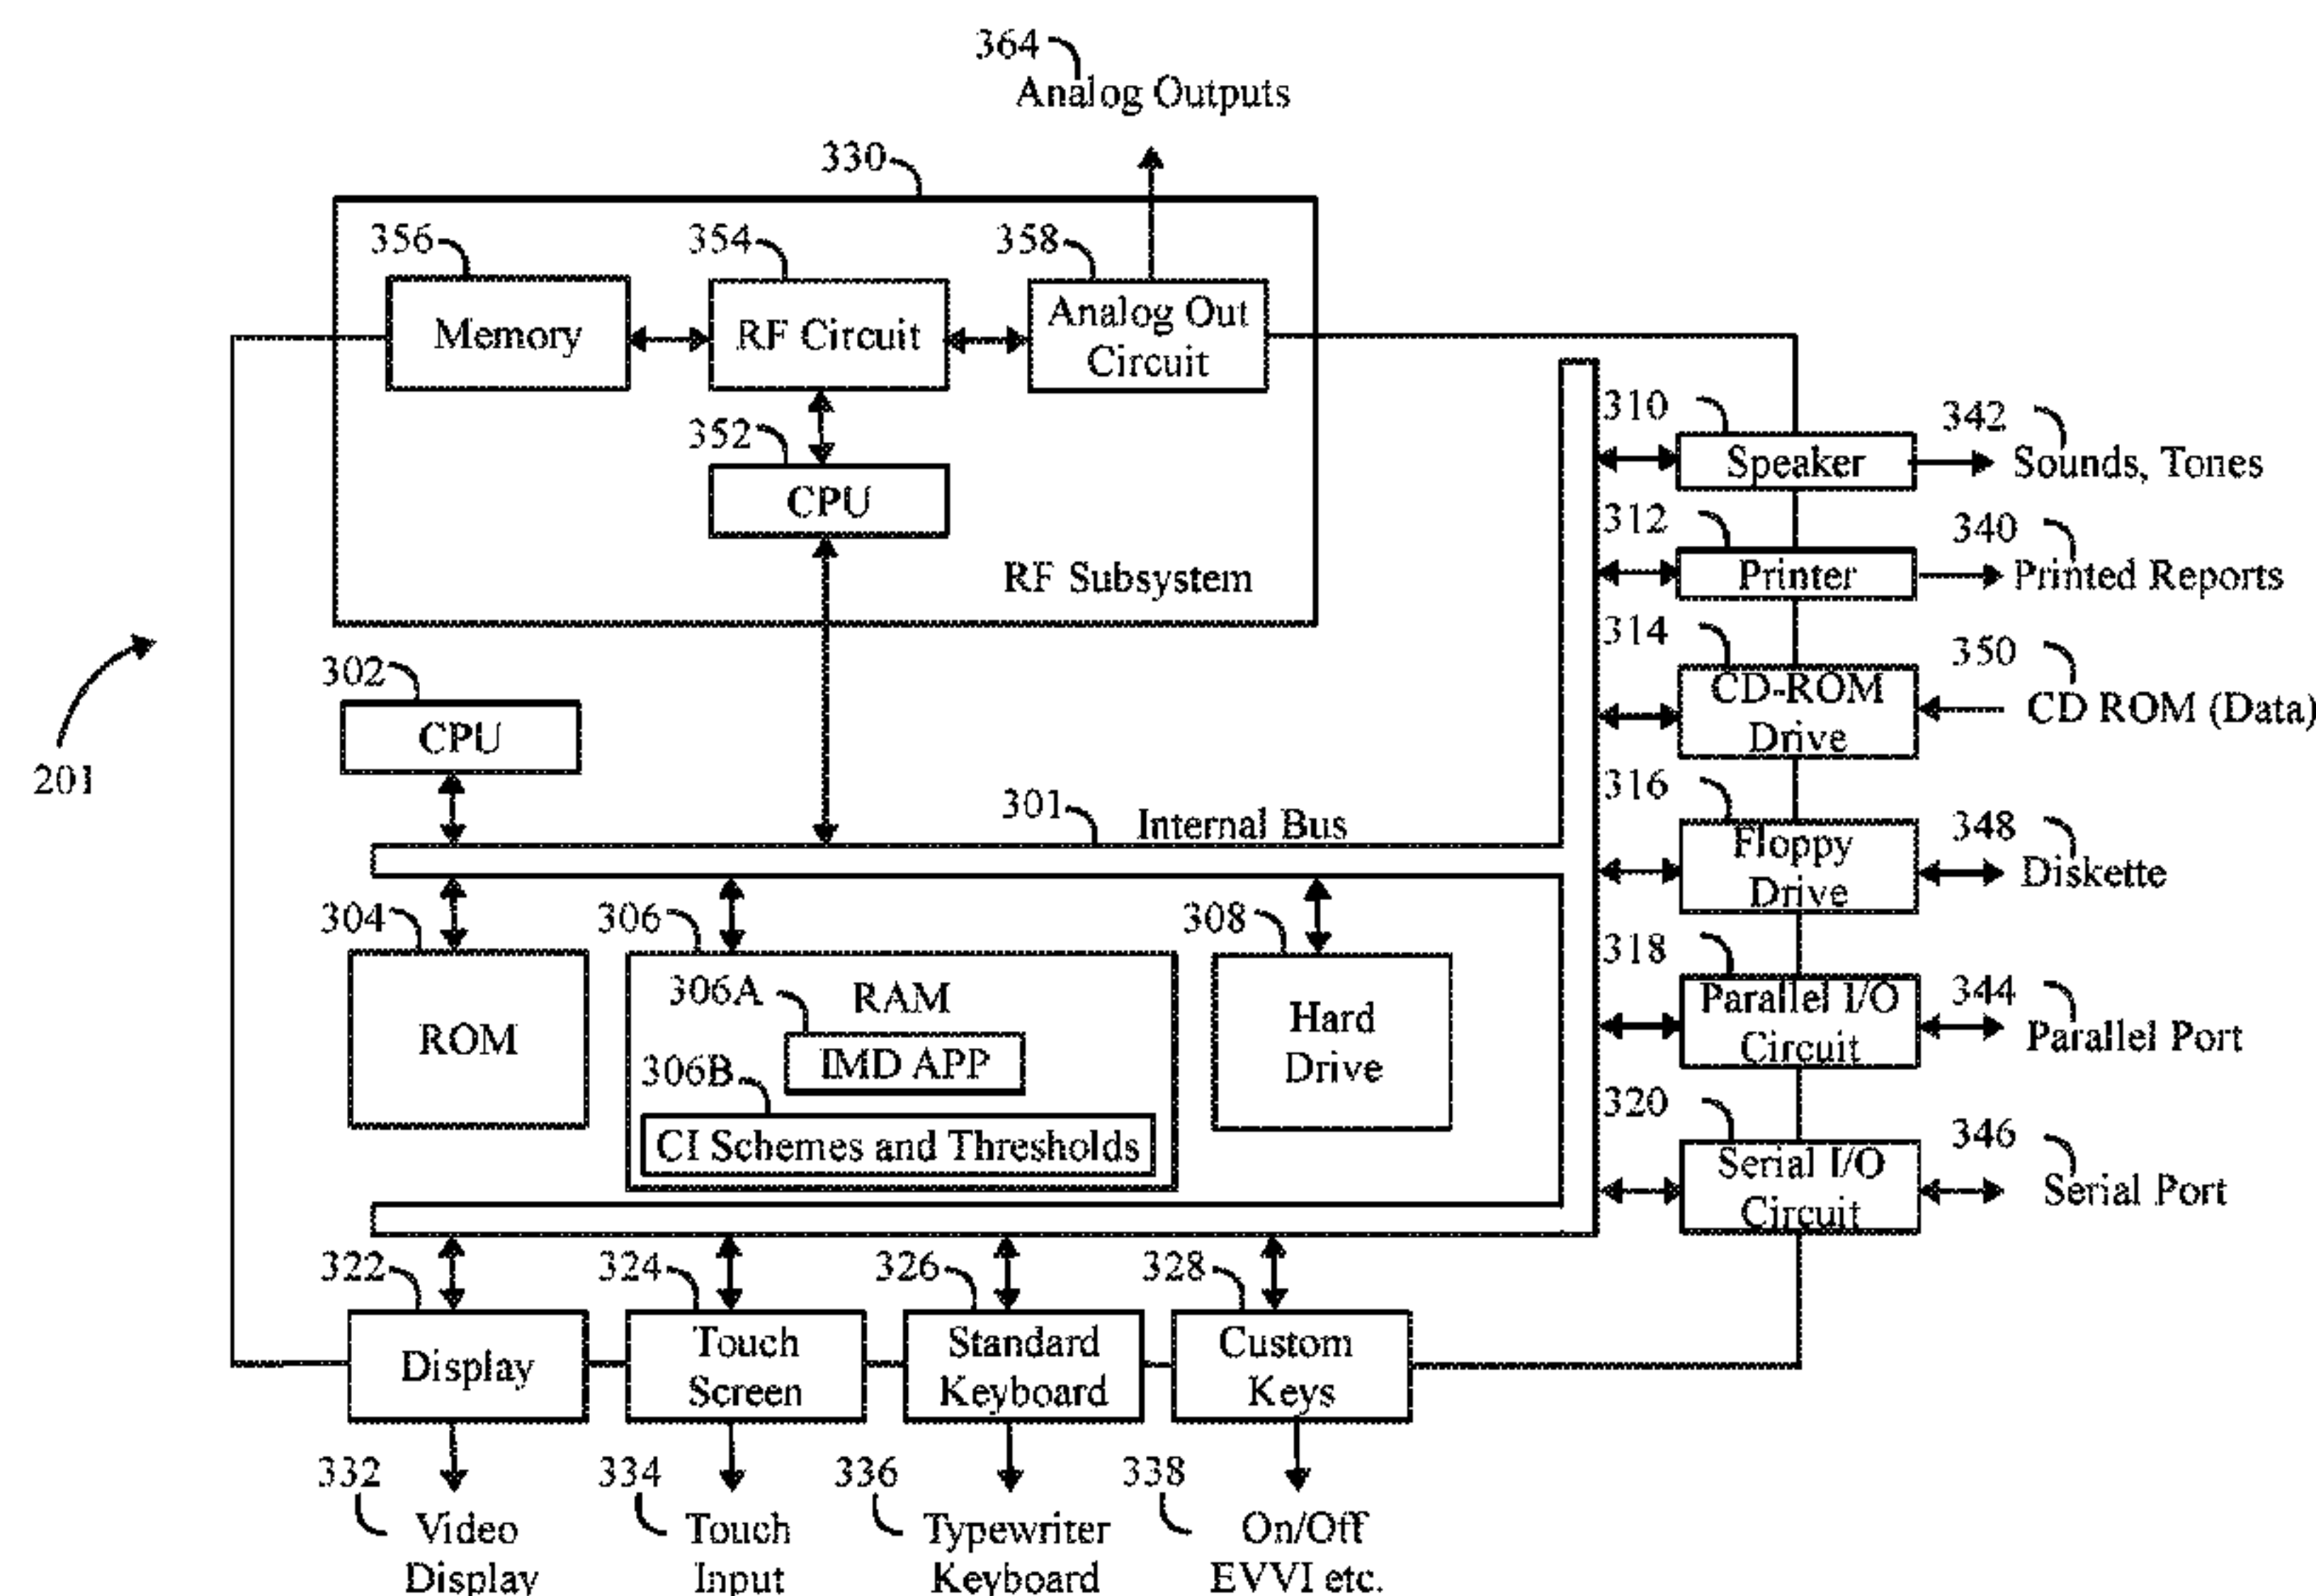 364
Analog Outputs
330
356
354
358
Memory
RF Circuit
Analog Out
Circuit
352
CPU
RF Subsystem
310
Speaker
342
Sounds, Tones
312
Printer
340
Printed Reports
314
CD-ROM
Drive
350
CD ROM (Data)
302
CPU
201
301
Internal Bus
316
Floppy
Drive
348
Diskette
304
ROM
306
RAM
306A
IMD APP
306B
CI Schemes and Thresholds
308
Hard
Drive
318
Parallel I/O
Circuit
344
Parallel Port
320
Serial I/O
Circuit
346
Serial Port
322
Display
324
Touch
Screen
326
Standard
Keyboard
328
Custom
Keys
332
Video
Display
334
Touch
Input
336
Typewriter
Keyboard
338
On/Off
EVVI etc.